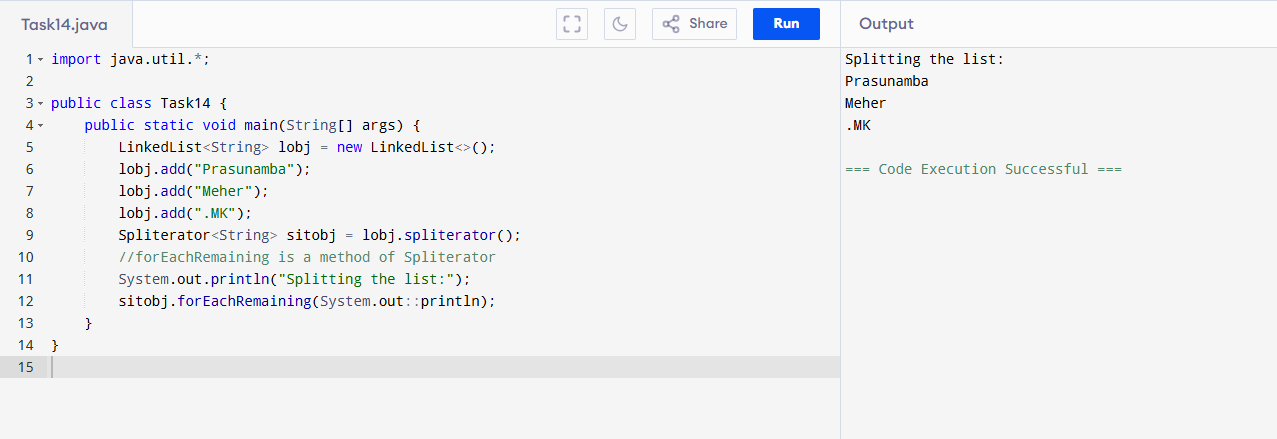 Task14.java
Share
Run
Output
1 import java.util.*;
2
3 public class Task14 {
4     public static void main(String[] args) {
5         LinkedList<String> lobj = new LinkedList<>();
6         lobj.add("Prasunamba");
7         lobj.add("Meher");
8         lobj.add(".MK");
9         Spliterator<String> sitobj = lobj.spliterator();
10         //forEachRemaining is a method of Spliterator
11         System.out.println("Splitting the list:");
12         sitobj.forEachRemaining(System.out::println);
13     }
14 }
15
Splitting the list:
Prasunamba
Meher
.MK
=== Code Execution Successful ===